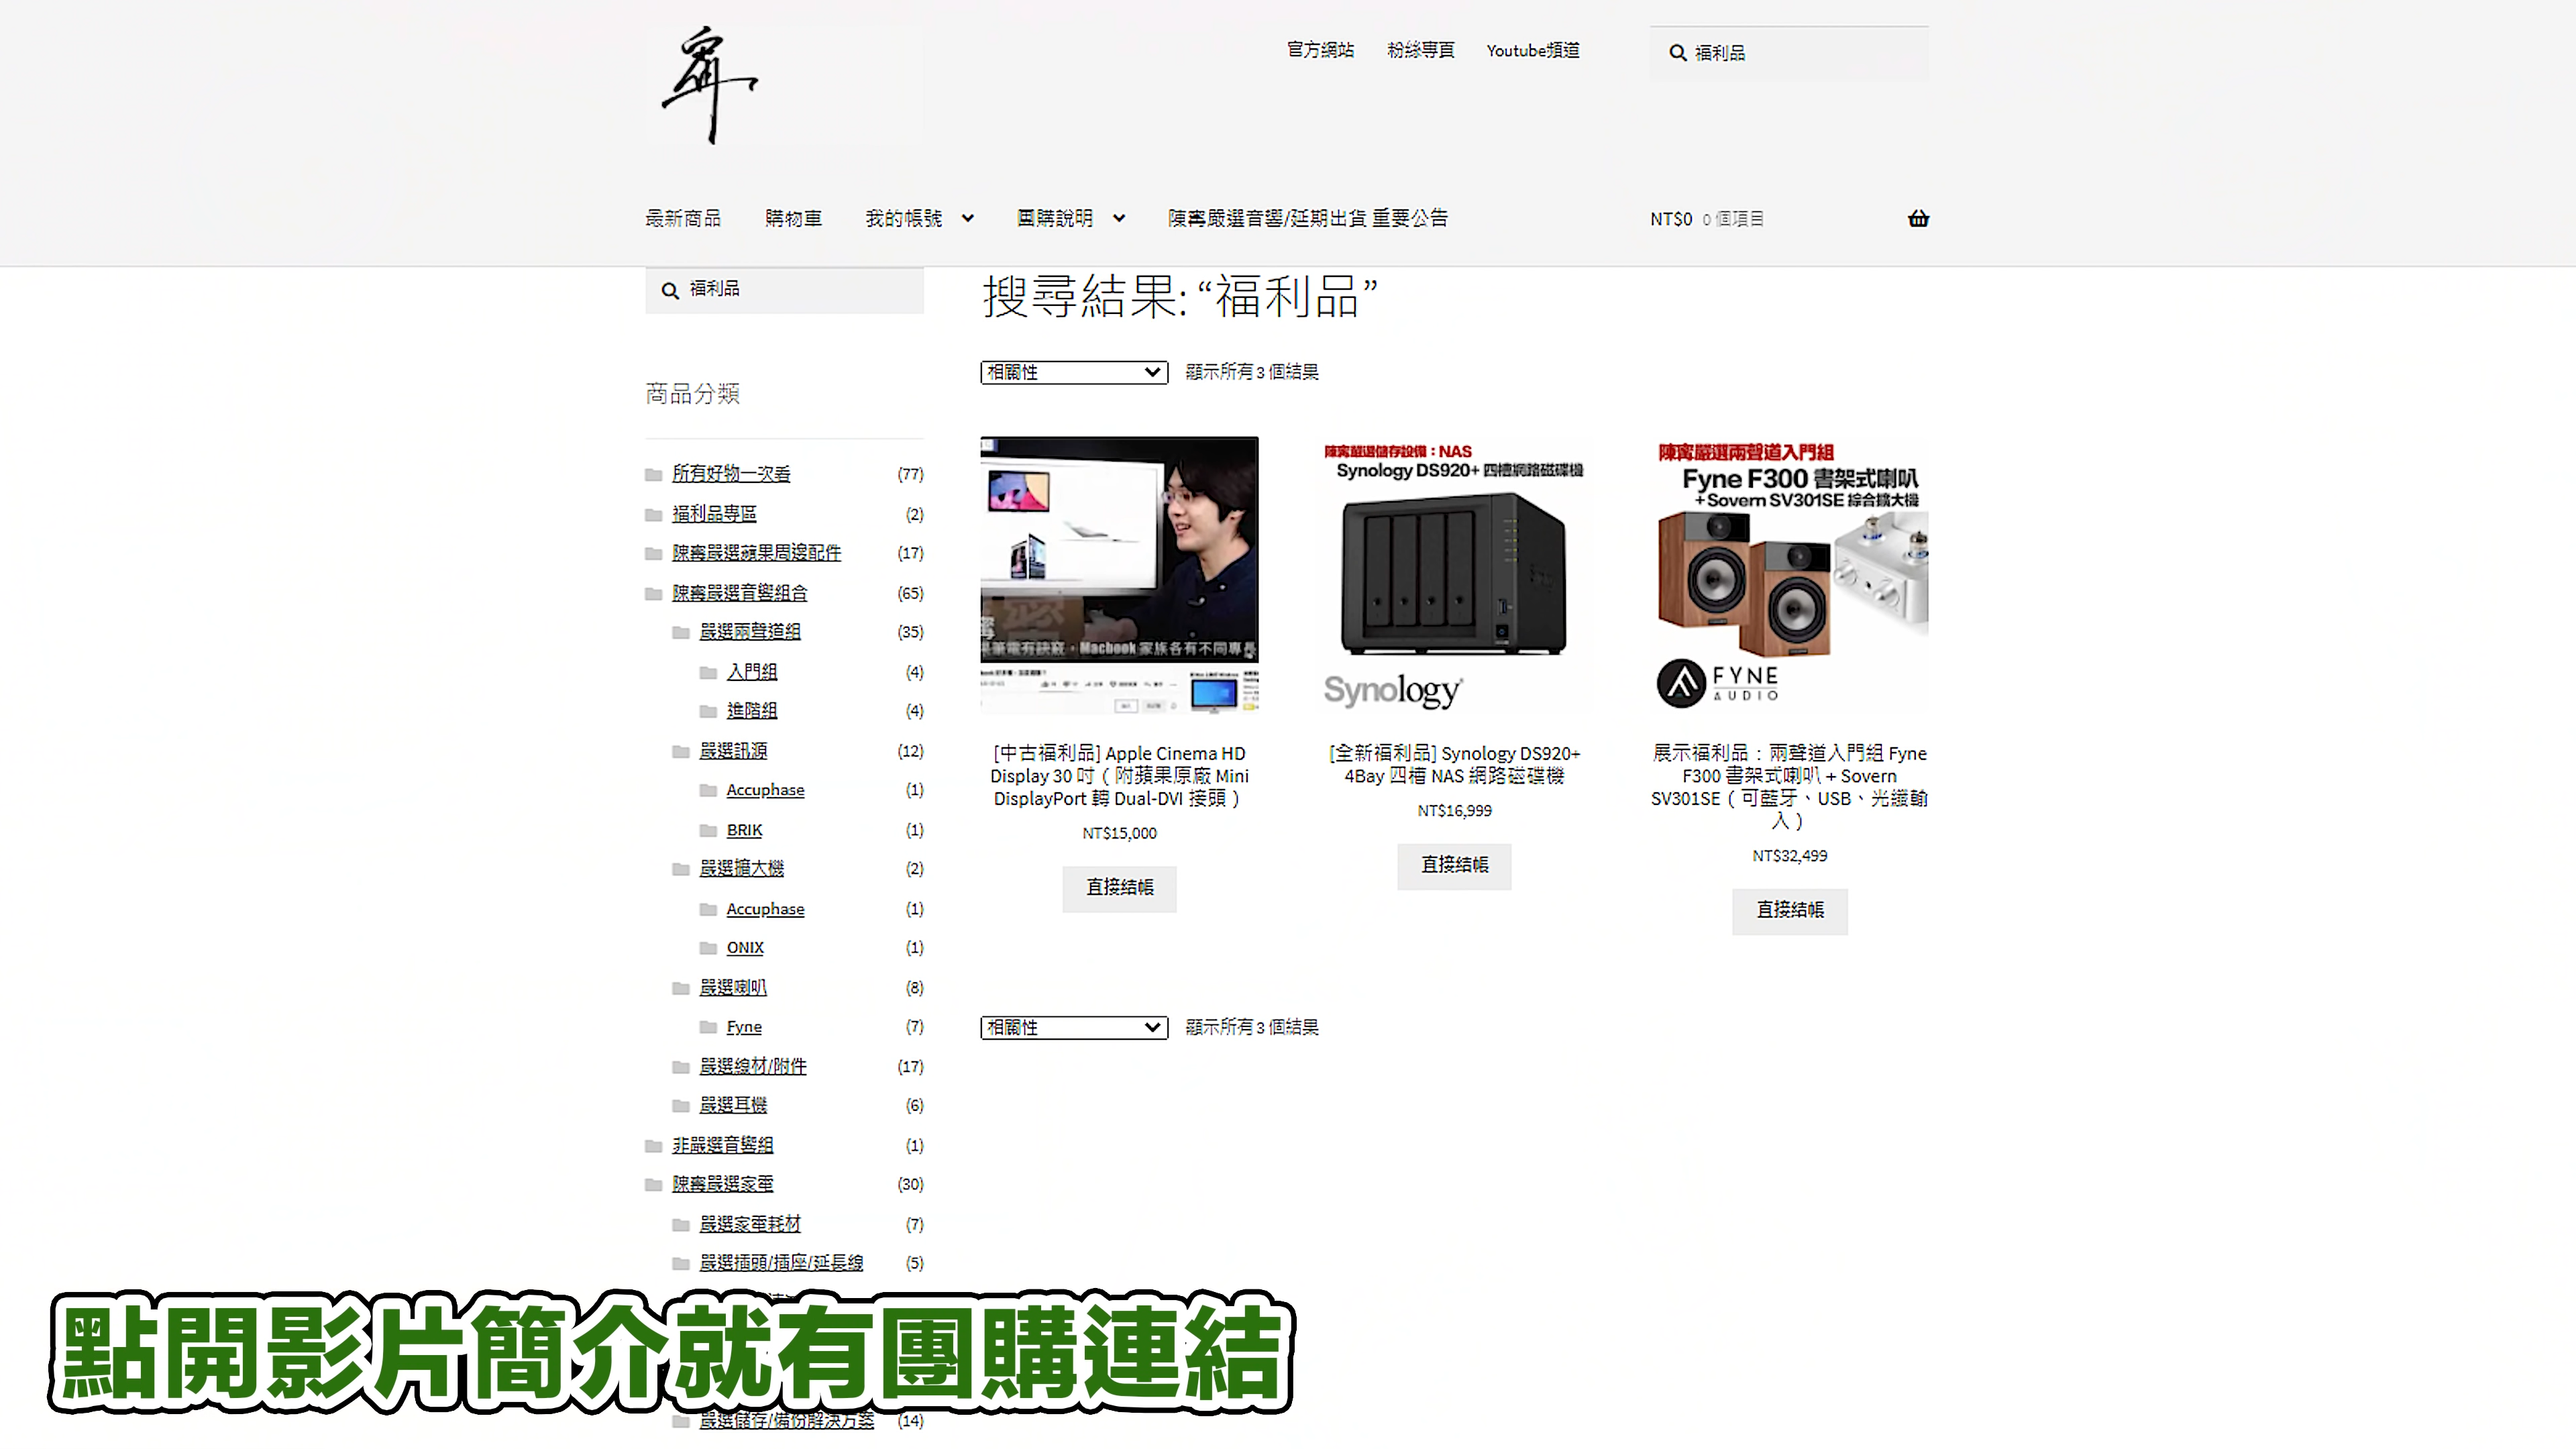 官方網站 粉絲專頁 Youtube頻道
福利品
最新商品 購物車 我的帳號 團購說明 陳寗嚴選音響/延期出貨 重要公告
NT$0 0 個項目
福利品
商品分類
所有好物一次看 (77)
福利品專區 (2)
陳寗嚴選蘋果周邊配件 (17)
陳寗嚴選音響組合 (65)
嚴選兩聲道組 (35)
入門組 (4)
進階組 (4)
嚴選訊源 (12)
Accuphase (1)
BRIK (1)
嚴選擴大機 (2)
Accuphase (1)
ONIX (1)
嚴選喇叭 (8)
Fyne (7)
嚴選線材/附件 (17)
嚴選耳機 (6)
非嚴選音響組 (1)
陳寗嚴選家電 (30)
嚴選家電耗材 (7)
嚴選插頭/插座/延長線 (5)
嚴選儲存/備份解決方案 (14)
搜尋結果: “福利品”
相關性 顯示所有 3 個結果
筆電有訣竅,Macbook 家族各有不同專長
[中古福利品] Apple Cinema HD
Display 30 吋(附蘋果原廠 Mini
DisplayPort 轉 Dual-DVI 接頭)
NT$15,000
直接結帳
陳寗嚴選儲存設備:NAS
Synology DS920+ 四槽網路磁碟機
Synology
[全新福利品] Synology DS920+
4Bay 四槽 NAS 網路磁碟機
NT$16,999
直接結帳
陳寗嚴選兩聲道入門組
Fyne F300 書架式喇叭
+ Sovern SV301SE 綜合擴大機
FYNE
AUDIO
展示福利品:兩聲道入門組 Fyne
F300 書架式喇叭 + Sovern
SV301SE(可藍牙、USB、光纖輸
入)
NT$32,499
直接結帳
相關性 顯示所有 3 個結果
點開影片簡介就有團購連結